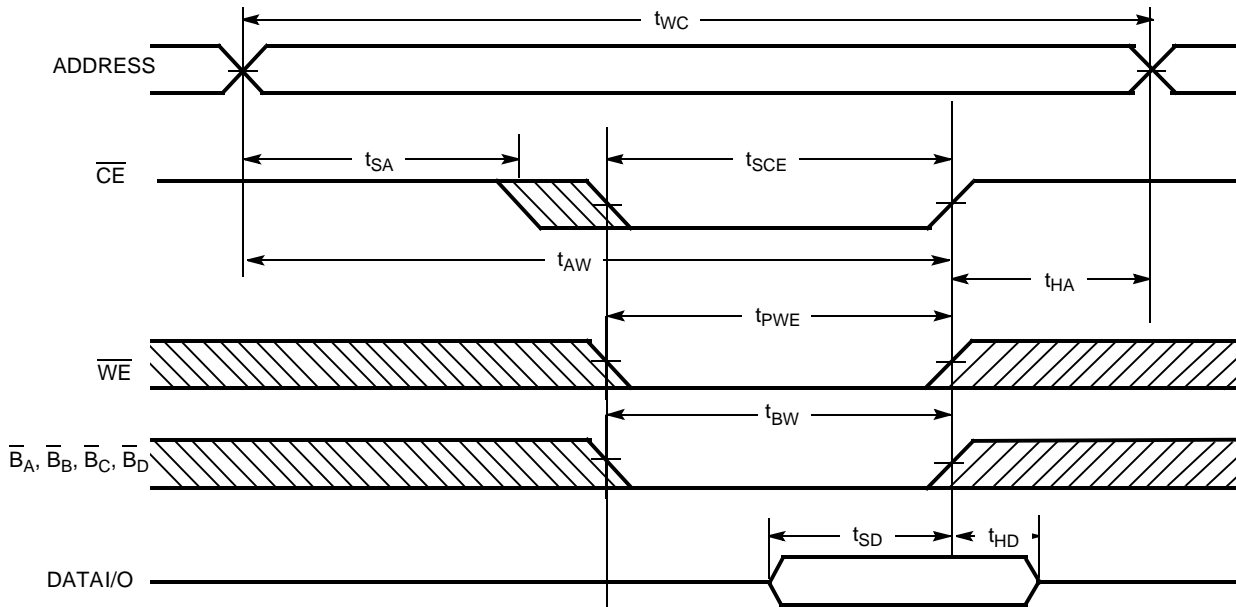 tWC
ADDRESS
tSA
tSCE
CE
tAW
tHA
tPWE
WE
tBW
BA, BB, BC, BD
tSD
tHD
DATAI/O